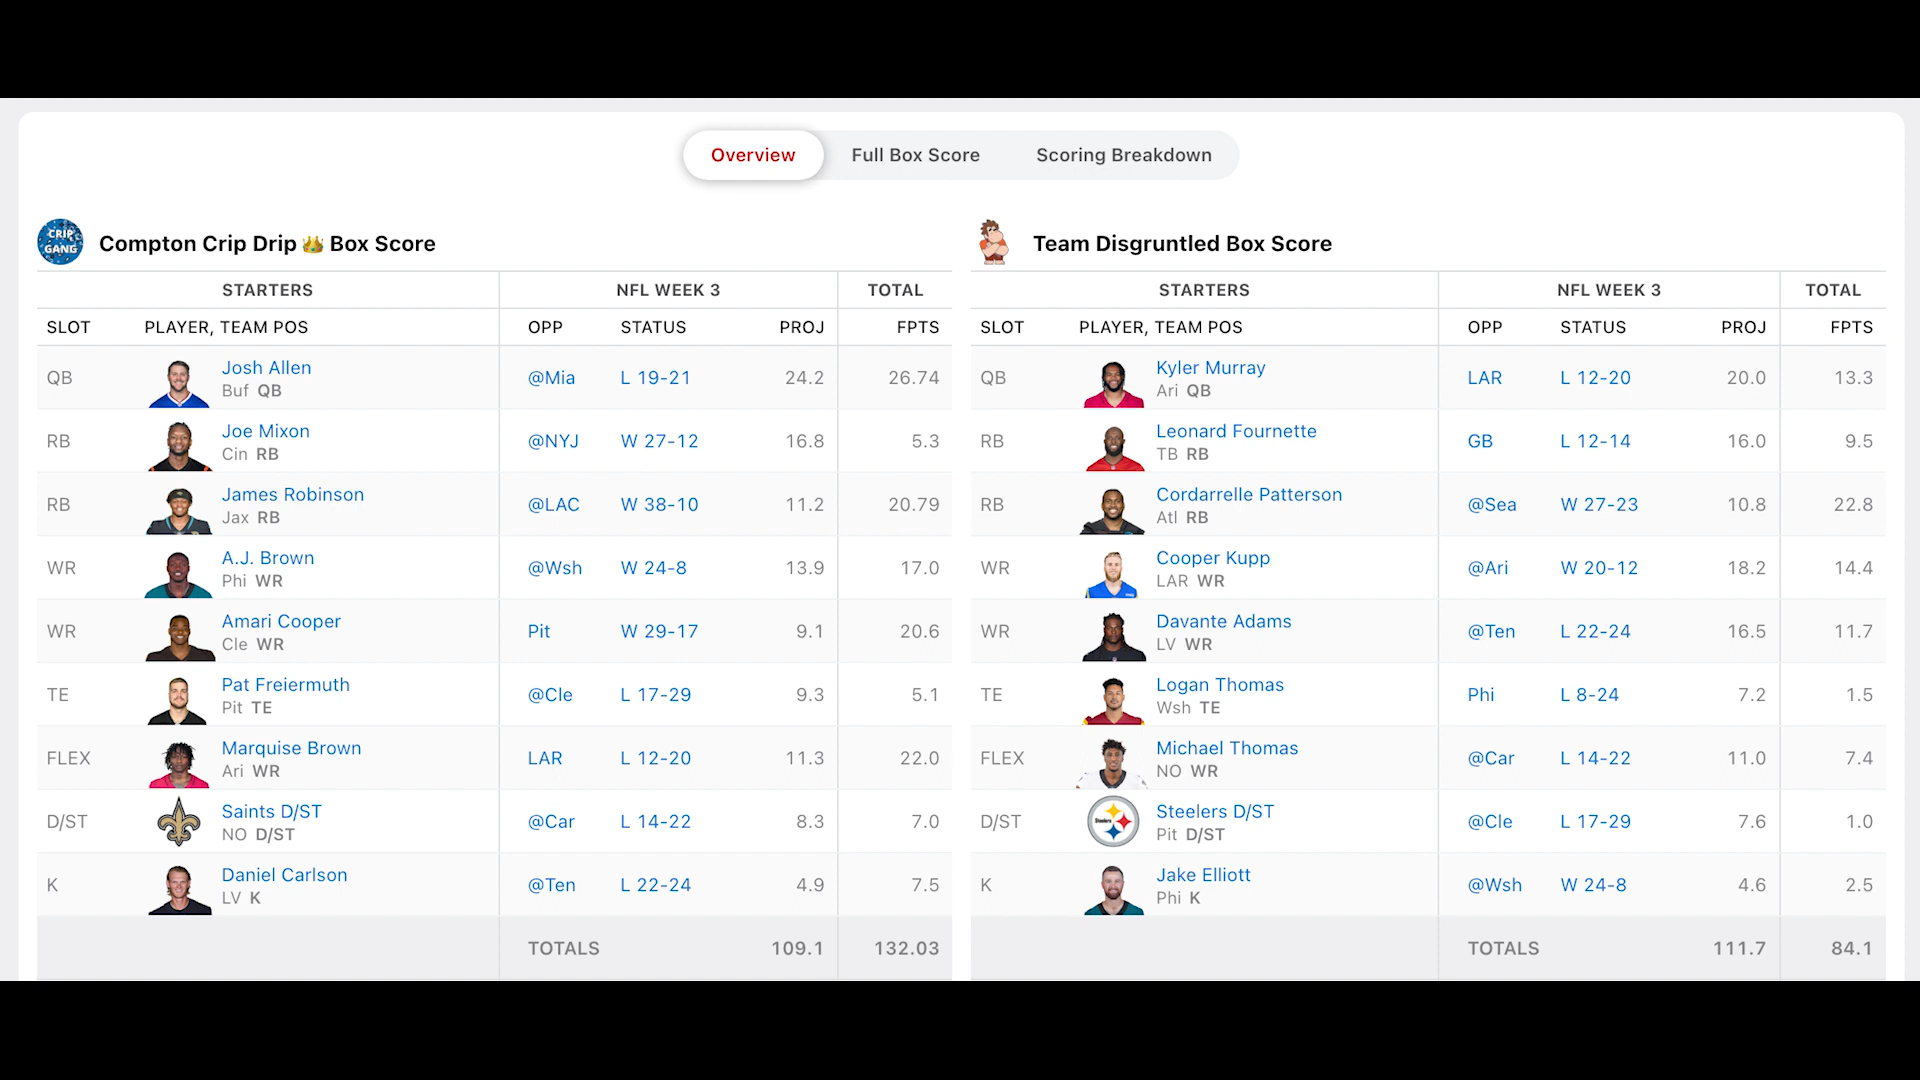 Overview Full Box Score Scoring Breakdown
CRIP GANG
Compton Crip Drip 👑 Box Score
STARTERS NFL WEEK 3 TOTAL
SLOT PLAYER, TEAM POS OPP STATUS PROJ FPTS
QB Josh Allen @Mia L 19-21 24.2 26.74
Buf QB
RB Joe Mixon @NYJ W 27-12 16.8 5.3
Cin RB
RB James Robinson @LAC W 38-10 11.2 20.79
Jax RB
WR A.J. Brown @Wsh W 24-8 13.9 17.0
Phi WR
WR Amari Cooper Pit W 29-17 9.1 20.6
Cle WR
TE Pat Freiermuth @Cle L 17-29 9.3 5.1
Pit TE
FLEX Marquise Brown LAR L 12-20 11.3 22.0
Ari WR
D/ST Saints D/ST @Car L 14-22 8.3 7.0
NO D/ST
K Daniel Carlson @Ten L 22-24 4.9 7.5
LV K
TOTALS 109.1 132.03
Team Disgruntled Box Score
STARTERS NFL WEEK 3 TOTAL
SLOT PLAYER, TEAM POS OPP STATUS PROJ FPTS
QB Kyler Murray LAR L 12-20 20.0 13.3
Ari QB
RB Leonard Fournette GB L 12-14 16.0 9.5
TB RB
RB Cordarrelle Patterson @Sea W 27-23 10.8 22.8
Atl RB
WR Cooper Kupp @Ari W 20-12 18.2 14.4
LAR WR
WR Davante Adams @Ten L 22-24 16.5 11.7
LV WR
TE Logan Thomas Phi L 8-24 7.2 1.5
Wsh TE
FLEX Michael Thomas @Car L 14-22 11.0 7.4
NO WR
D/ST Steelers D/ST @Cle L 17-29 7.6 1.0
Steelers
Pit D/ST
K Jake Elliott @Wsh W 24-8 4.6 2.5
Phi K
TOTALS 111.7 84.1